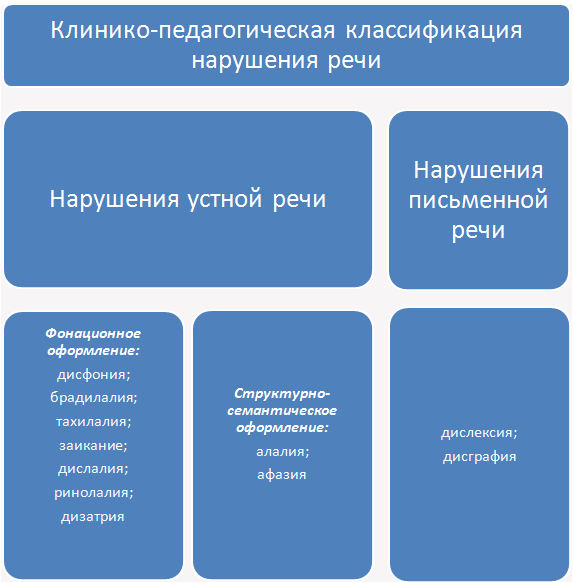 Клинико-педагогическая классификация
нарушения речи
Нарушения устной речи
Нарушения
письменной
речи
Фонационное
оформление:
дисфония;
брадилалия;
тахилалия;
заикание;
дислалия;
ринолалия;
дизатрия
Структурно-
семантическое
оформление:
алалия;
афазия
дислексия;
дисграфия